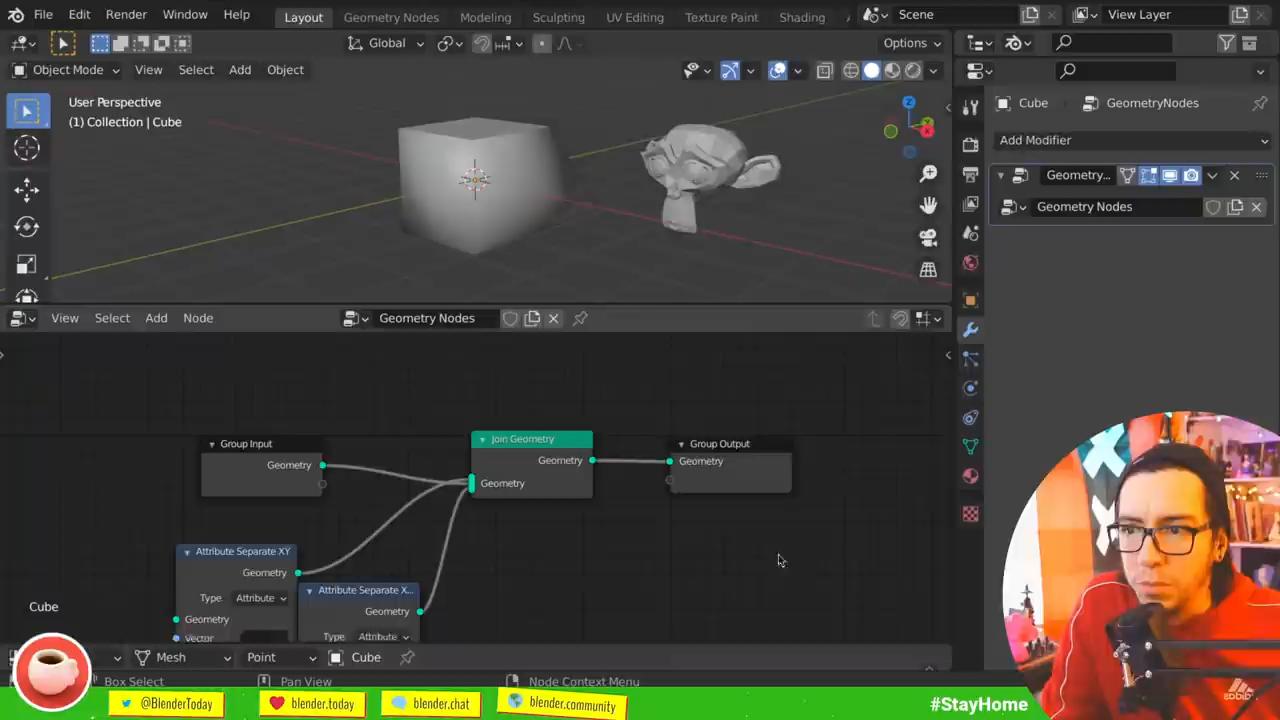 File Edit Render Window Help Layout Geometry Nodes Modeling Sculpting UV Editing Texture Paint Shading Scene View Layer
Global Options
Object Mode View Select Add Object
User Perspective
(1) Collection | Cube
Z
Cube GeometryNodes
Add Modifier
Geometry...
Geometry Nodes
View Select Add Node Geometry Nodes
Group Input
Geometry
Join Geometry
Geometry
Geometry
Group Output
Geometry
Attribute Separate XY
Geometry
Type Attribute
Geometry
Vector
Attribute Separate X...
Geometry
Type Attribute
Cube
Mesh Point Cube
Box Select Pan View Node Context Menu
@BlenderToday blender.today blender.chat blender.community #StayHome
adidas